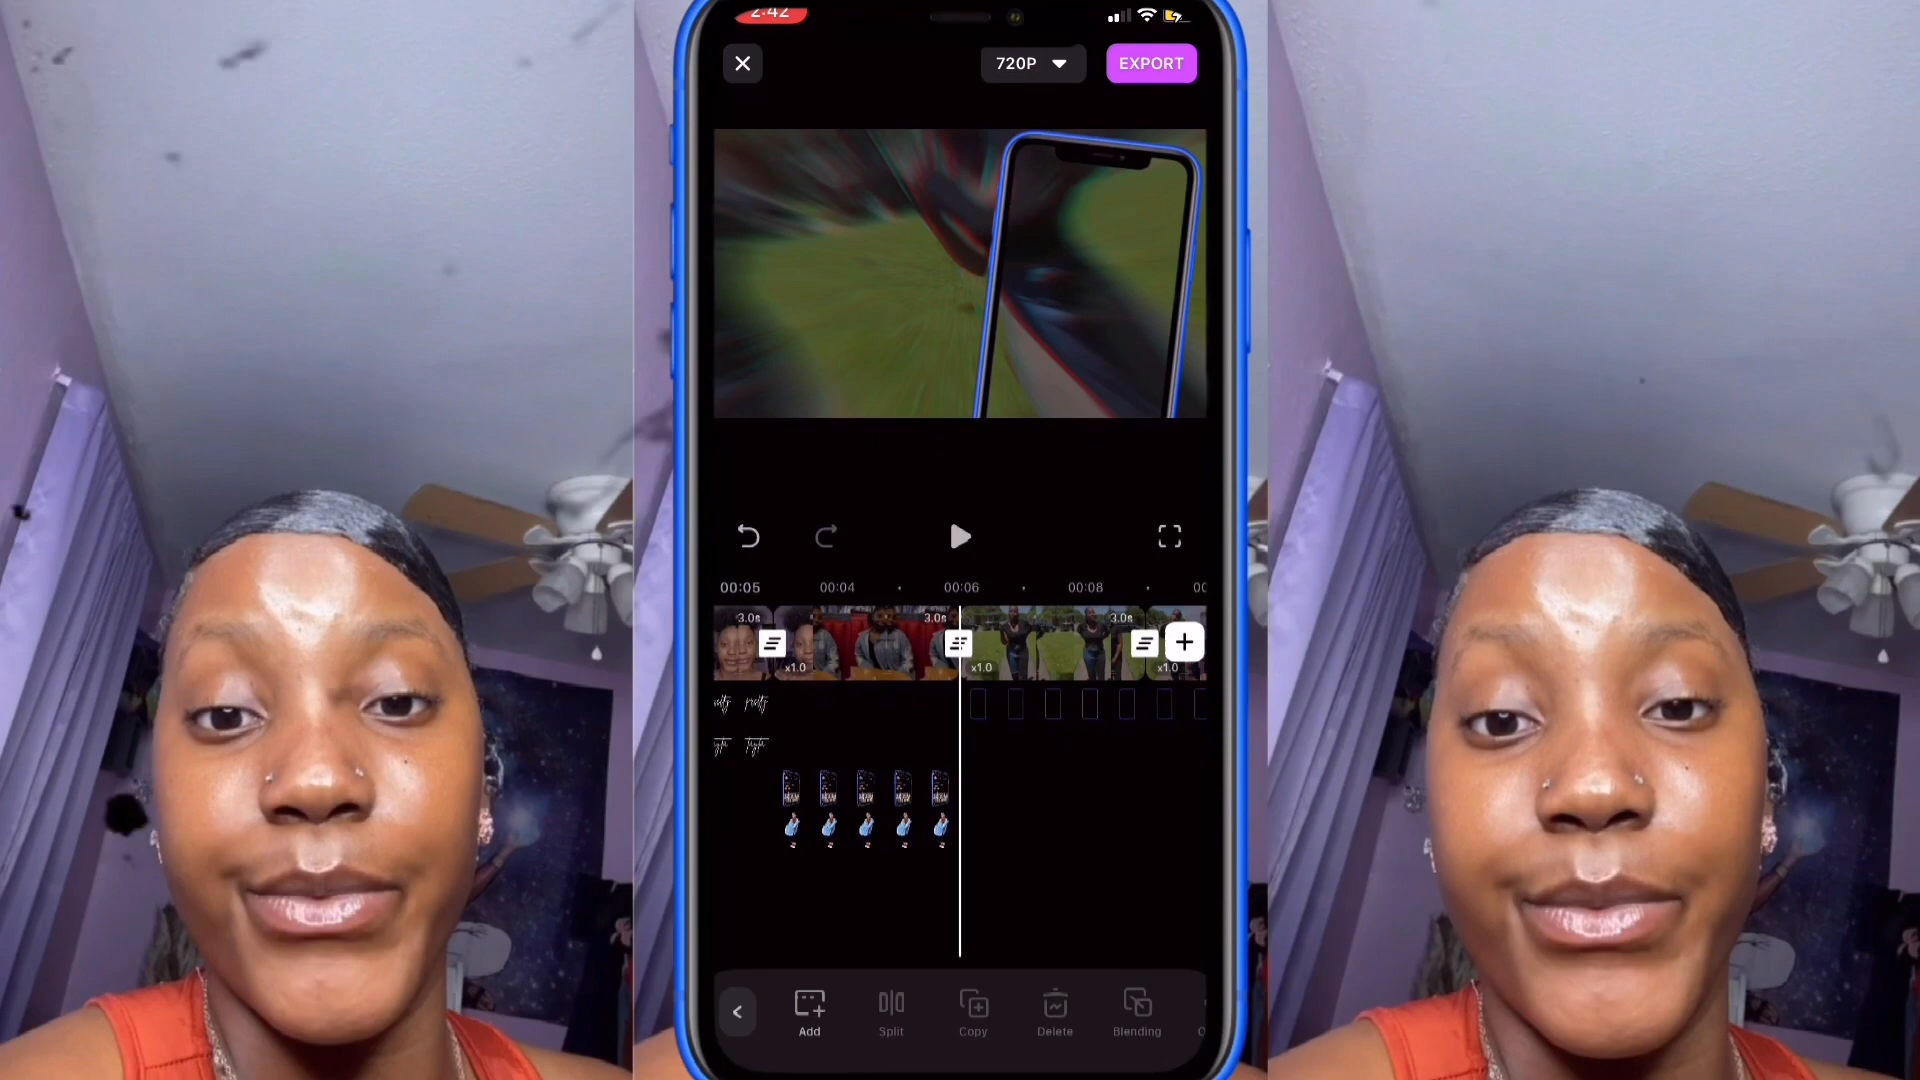 2:42
720P EXPORT
00:05 00:04 00:06 00:08
3.0s 3.0s 3.0s
x1.0 x1.0 x1.0
pretty
Add Split Copy Delete Blending